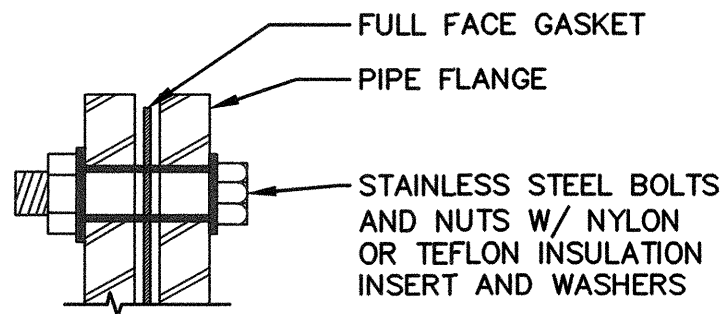 FULL FACE GASKET
PIPE FLANGE
STAINLESS STEEL BOLTS
AND NUTS W/ NYLON
OR TEFLON INSULATION
INSERT AND WASHERS